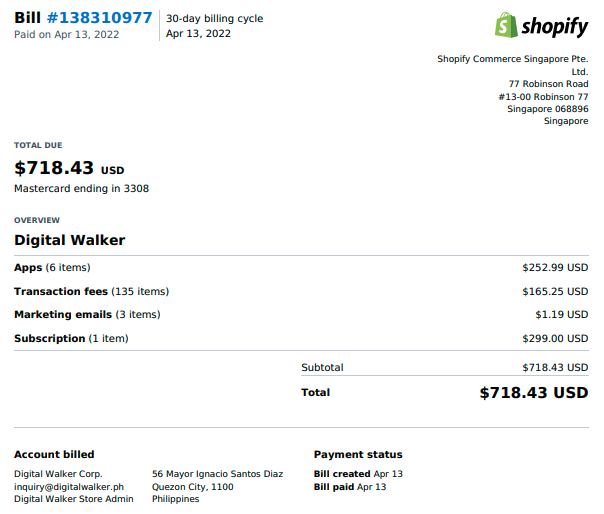 Bill #138310977
Paid on Apr 13, 2022
30-day billing cycle
Apr 13, 2022
shopify
Shopify Commerce Singapore Pte.
Ltd.
77 Robinson Road
#13-00 Robinson 77
Singapore 068896
Singapore
TOTAL DUE
$718.43 USD
Mastercard ending in 3308
OVERVIEW
Digital Walker
Apps (6 items) $252.99 USD
Transaction fees (135 items) $165.25 USD
Marketing emails (3 items) $1.19 USD
Subscription (1 item) $299.00 USD
Subtotal $718.43 USD
Total $718.43 USD
Account billed
Digital Walker Corp.
inquiry@digitalwalker.ph
Digital Walker Store Admin
56 Mayor Ignacio Santos Diaz
Quezon City, 1100
Philippines
Payment status
Bill created Apr 13
Bill paid Apr 13